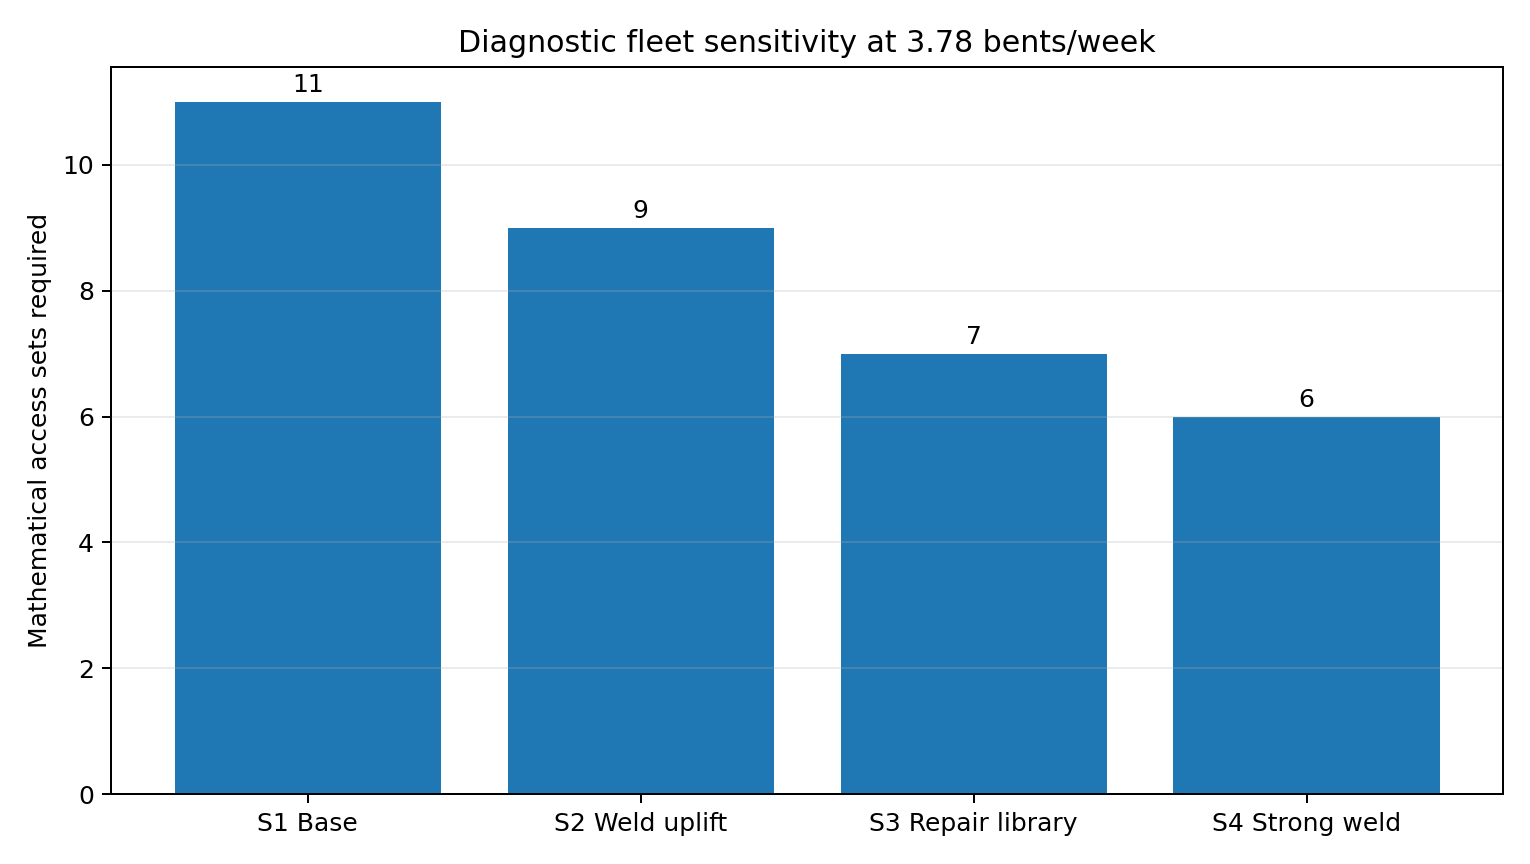 Diagnostic fleet sensitivity at 3.78 bents/week
Mathematical access sets required
10
8
6
4
2
0
11
9
7
6
S1 Base
S2 Weld uplift
S3 Repair library
S4 Strong weld